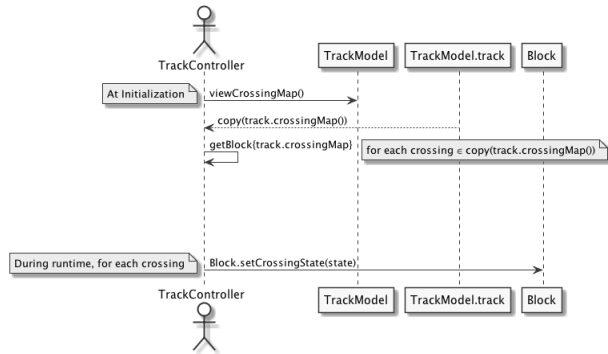 TrackController
TrackModel
TrackModel.track
Block
At Initialization
viewCrossingMap()
copy(track.crossingMap())
getBlock{track.crossingMap}
for each crossing ∈ copy(track.crossingMap())
During runtime, for each crossing
Block.setCrossingState(state)
TrackController
TrackModel
TrackModel.track
Block